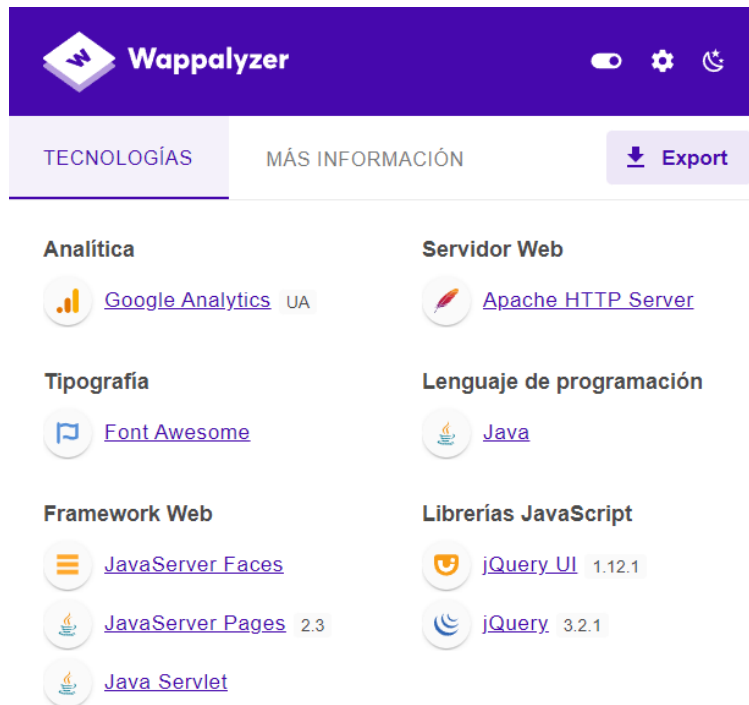 Wappalyzer
TECNOLOGÍAS MÁS INFORMACIÓN Export
Analítica
Google Analytics UA
Servidor Web
Apache HTTP Server
Tipografía
Font Awesome
Lenguaje de programación
Java
Framework Web
JavaServer Faces
JavaServer Pages 2.3
Java Servlet
Librerías JavaScript
jQuery UI 1.12.1
jQuery 3.2.1